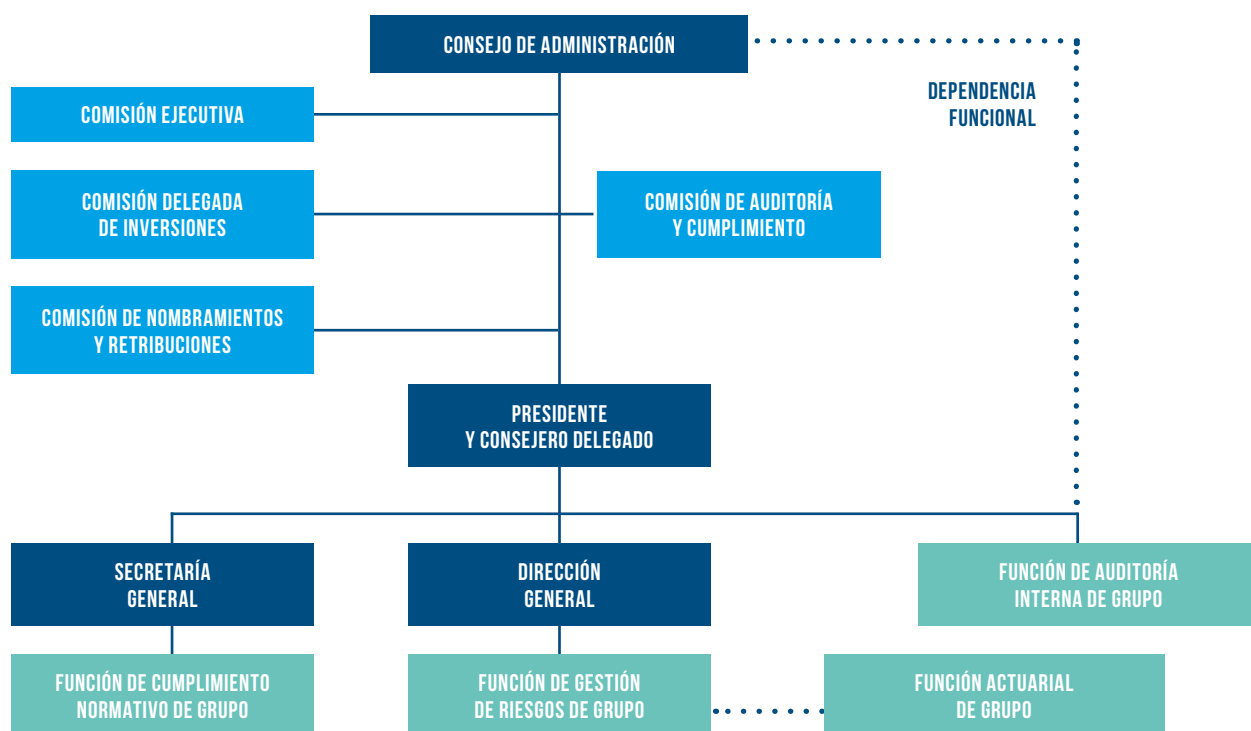 CONSEJO DE ADMINISTRACIÓN
DEPENDENCIA
FUNCIONAL
COMISIÓN EJECUTIVA
COMISIÓN DELEGADA
DE INVERSIONES
COMISIÓN DE AUDITORÍA
Y CUMPLIMIENTO
COMISIÓN DE NOMBRAMIENTOS
Y RETRIBUCIONES
PRESIDENTE
Y CONSEJERO DELEGADO
SECRETARÍA
GENERAL
DIRECCIÓN
GENERAL
FUNCIÓN DE AUDITORÍA
INTERNA DE GRUPO
FUNCIÓN DE CUMPLIMIENTO
NORMATIVO DE GRUPO
FUNCIÓN DE GESTIÓN
DE RIESGOS DE GRUPO
FUNCIÓN ACTUARIAL
DE GRUPO